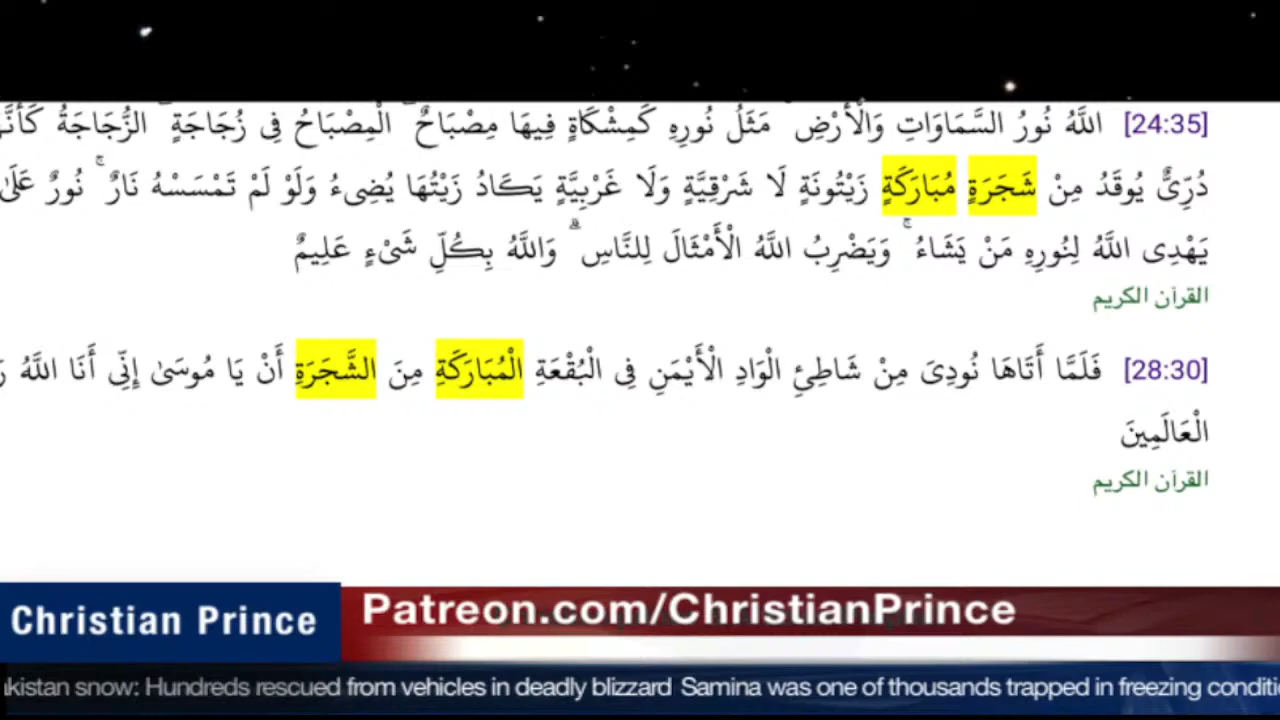 [24:35] اللَّهُ نُورُ السَّمَاوَاتِ وَالْأَرْضِ ۚ مَثَلُ نُورِهِ كَمِشْكَاةٍ فِيهَا مِصْبَاحٌ ۖ الْمِصْبَاحُ فِى زُجَاجَةٍ ۖ الزُّجَاجَةُ
دُرِّىٌّ يُوقَدُ مِنْ شَجَرَةٍ مُبَارَكَةٍ زَيْتُونَةٍ لَا شَرْقِيَّةٍ وَلَا غَرْبِيَّةٍ يَكَادُ زَيْتُهَا يُضِىءُ وَلَوْ لَمْ تَمْسَسْهُ نَارٌ ۚ نُورٌ
يَهْدِى اللَّهُ لِنُورِهِ مَنْ يَشَاءُ ۚ وَيَضْرِبُ اللَّهُ الْأَمْثَالَ لِلنَّاسِ ۗ وَاللَّهُ بِكُلِّ شَىْءٍ عَلِيمٌ
القرآن الكريم
[28:30] فَلَمَّا أَتَاهَا نُودِىَ مِنْ شَاطِئِ الْوَادِ الْأَيْمَنِ فِى الْبُقْعَةِ الْمُبَارَكَةِ مِنَ الشَّجَرَةِ أَنْ يَا مُوسَىٰ إِنِّى أَنَا اللَّهُ
الْعَالَمِينَ
القرآن الكريم
Christian Prince
Patreon.com/ChristianPrince
kistan snow: Hundreds rescued from vehicles in deadly blizzard Samina was one of thousands trapped in freezing conditi